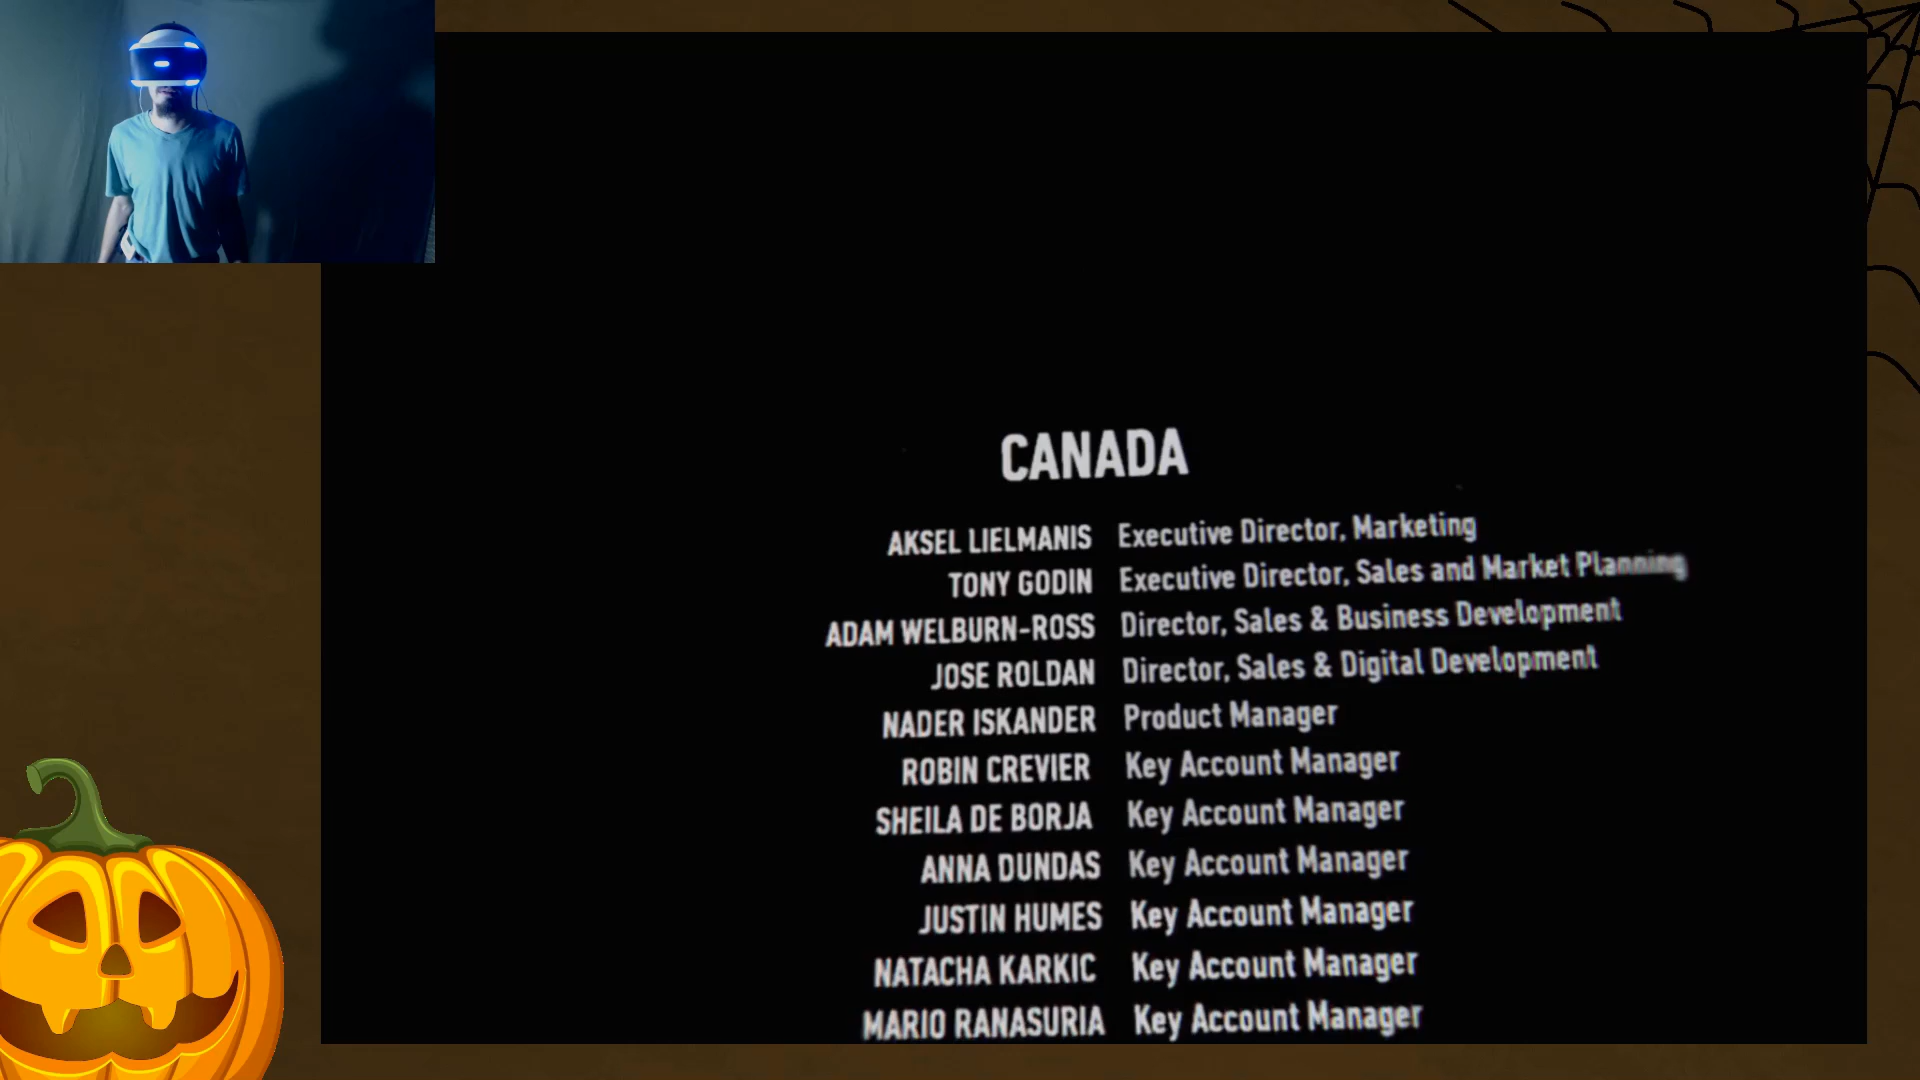 CANADA
AKSEL LIELMANIS Executive Director, Marketing
TONY GODIN Executive Director, Sales and Market Planning
ADAM WELBURN-ROSS Director, Sales & Business Development
JOSE ROLDAN Director, Sales & Digital Development
NADER ISKANDER Product Manager
ROBIN CREVIER Key Account Manager
SHEILA DE BORJA Key Account Manager
ANNA DUNDAS Key Account Manager
JUSTIN HUMES Key Account Manager
NATACHA KARKIC Key Account Manager
MARIO RANASURIA Key Account Manager